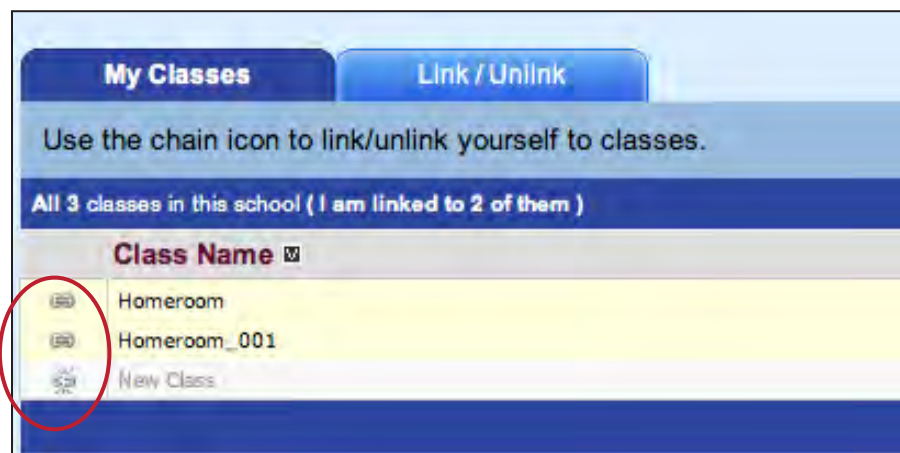 My Classes
Link / Unlink
Use the chain icon to link/unlink yourself to classes.
All 3 classes in this school ( I am linked to 2 of them )
Class Name
Homeroom
Homeroom_001
New Class